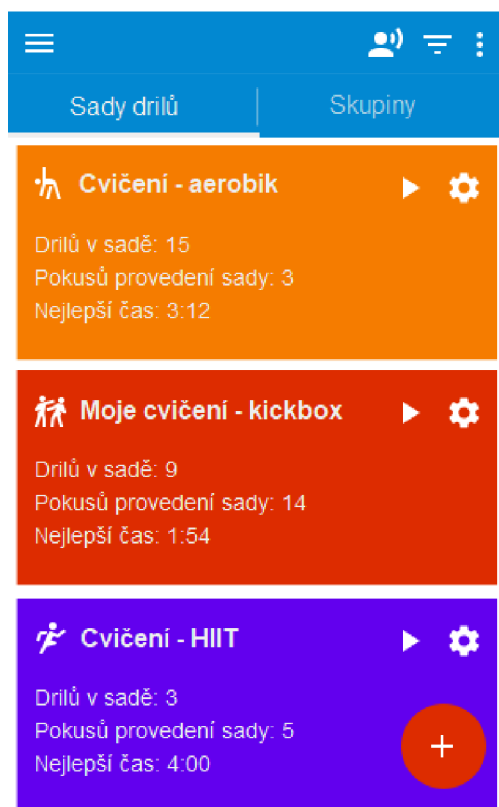 Sady drilů
Skupiny
Cvičení - aerobik
Drilů v sadě: 15
Pokusů provedení sady: 3
Nejlepší čas: 3:12
Moje cvičení - kickbox
Drilů v sadě: 9
Pokusů provedení sady: 14
Nejlepší čas: 1:54
Cvičení - HIIT
Drilů v sadě: 3
Pokusů provedení sady: 5
Nejlepší čas: 4:00